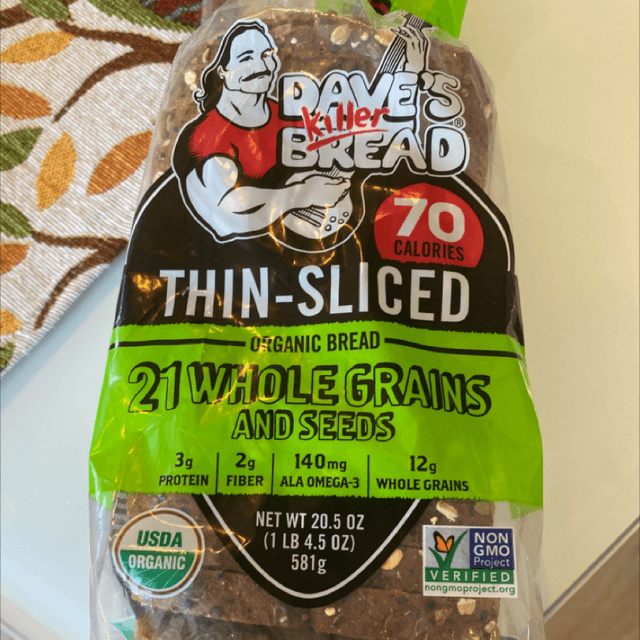 DAVE'S
Killer
BREAD®
70
CALORIES
THIN-SLICED
ORGANIC BREAD
21 WHOLE GRAINS
AND SEEDS
3g PROTEIN
2g FIBER
140mg ALA OMEGA-3
12g WHOLE GRAINS
NET WT 20.5 OZ
(1 LB 4.5 OZ)
581g
USDA
ORGANIC
NON
GMO
Project
VERIFIED
nongmoproject.org